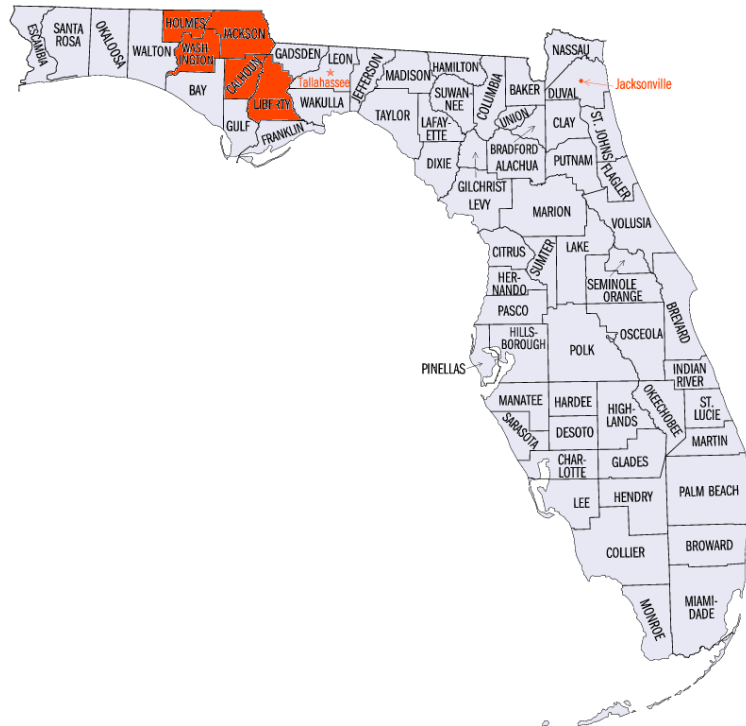 HOLMES
JACKSON
SANTA
ROSA
ESCAMBIA
OKALOOSA
WALTON
WASH-
INGTON
BAY
CALHOUN
GADSDEN
LEON
Tallahassee
LIBERTY
GULF
FRANKLIN
WAKULLA
JEFFERSON
MADISON
TAYLOR
HAMILTON
SUWAN-
NEE
LAFAY-
ETTE
DIXIE
COLUMBIA
BAKER
NASSAU
DUVAL
Jacksonville
UNION
BRADFORD
ALACHUA
CLAY
ST. JOHNS
PUTNAM
FLAGLER
GILCHRIST
LEVY
MARION
VOLUSIA
CITRUS
SUMTER
LAKE
HER-
NANDO
SEMINOLE
ORANGE
BREVARD
PASCO
HILLS-
BOROUGH
PINELLAS
POLK
OSCEOLA
INDIAN
RIVER
MANATEE
HARDEE
HIGH-
LANDS
OKEECHOBEE
ST.
LUCIE
SARASOTA
DESOTO
MARTIN
CHAR-
LOTTE
GLADES
LEE
HENDRY
PALM BEACH
COLLIER
BROWARD
MONROE
MIAMI-
DADE